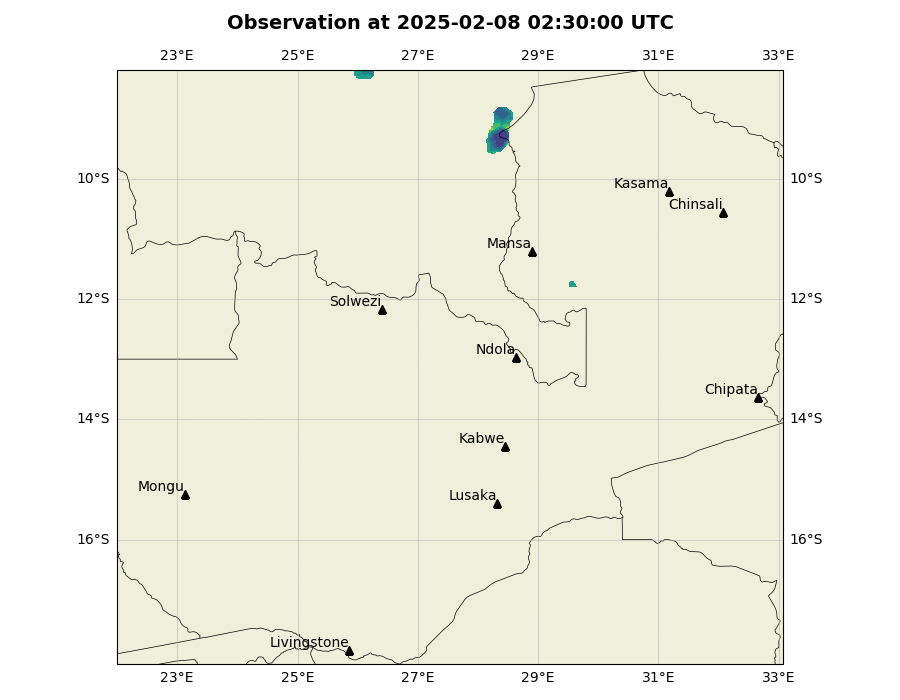 Observation at 2025-02-08 02:30:00 UTC
23°E 25°E 27°E 29°E 31°E 33°E
10°S 10°S
Kasama
Chinsali
Mansa
12°S 12°S
Solwezi
Ndola
Chipata
14°S 14°S
Kabwe
Mongu
Lusaka
16°S 16°S
Livingstone
23°E 25°E 27°E 29°E 31°E 33°E